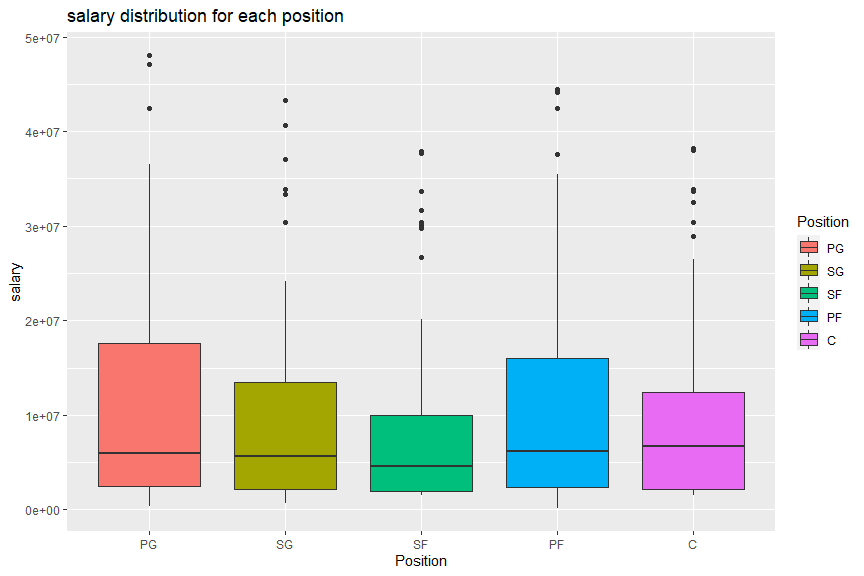 salary distribution for each position
5e+07
4e+07
3e+07
2e+07
1e+07
0e+00
salary
PG SG SF PF C
Position
Position
PG
SG
SF
PF
C